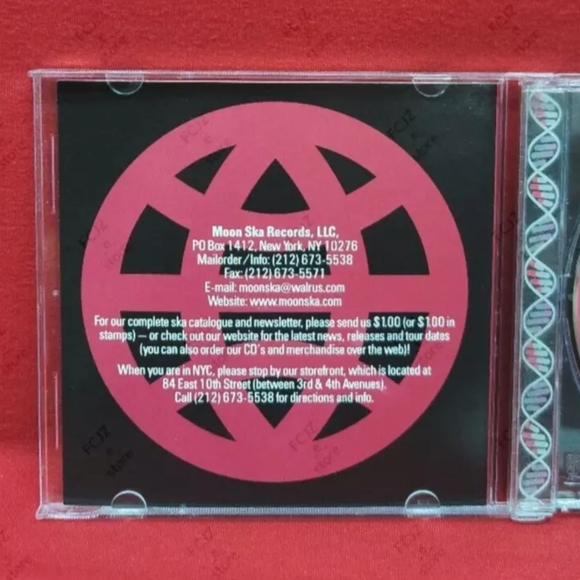 Moon Ska Records, LLC,
PO Box 1412, New York, NY 10276
Mailorder/Info: (212) 673-5538
Fax: (212) 673-5571
E-mail: moonska@walrus.com
Website: www.moonska.com
For our complete ska catalogue and newsletter, please send us $1.00 (or $1.00 in
stamps) – or check out our website for the latest news, releases and tour dates
(you can also order our CD's and merchandise over the web)!
When you are in NYC, please stop by our storefront, which is located at
84 East 10th Street (between 3rd & 4th Avenues).
Call (212) 673-5538 for directions and info.
FCJZ
e
store